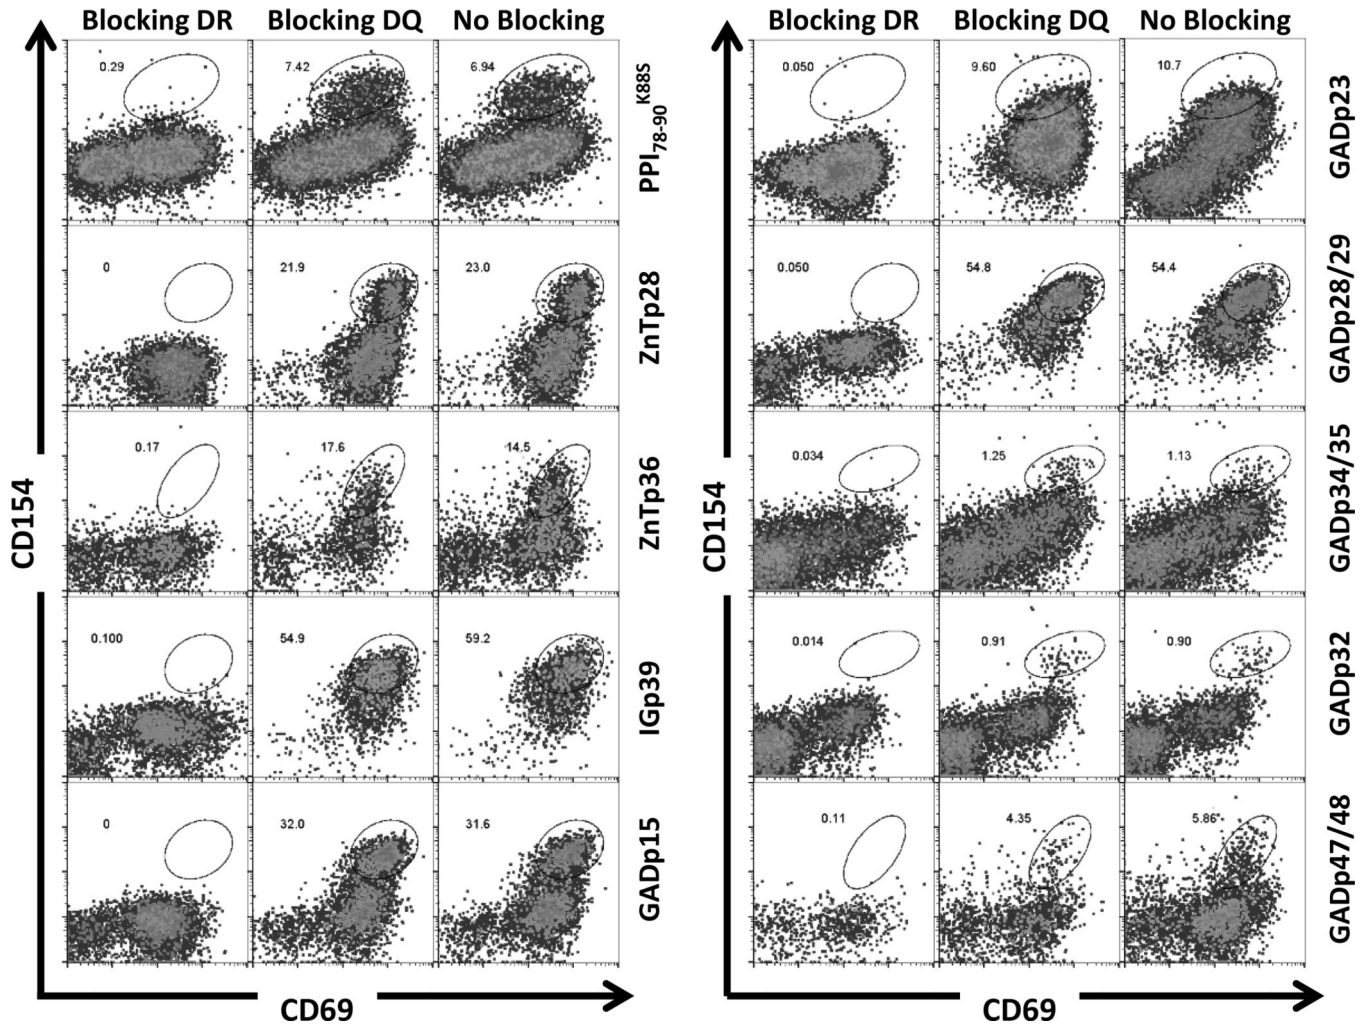 Blocking DR Blocking DQ No Blocking
0.29 7.42 6.94 PPI78-90K88S
0 21.9 23.0 ZnTp28
0.17 17.6 14.5 ZnTp36
0.100 54.9 59.2 IGp39
0 32.0 31.6 GADp15
CD154
CD69
Blocking DR Blocking DQ No Blocking
0.050 9.60 10.7 GADp23
0.050 54.8 54.4 GADp28/29
0.034 1.25 1.13 GADp34/35
0.014 0.91 0.90 GADp32
0.11 4.35 5.86 GADp47/48
CD154
CD69